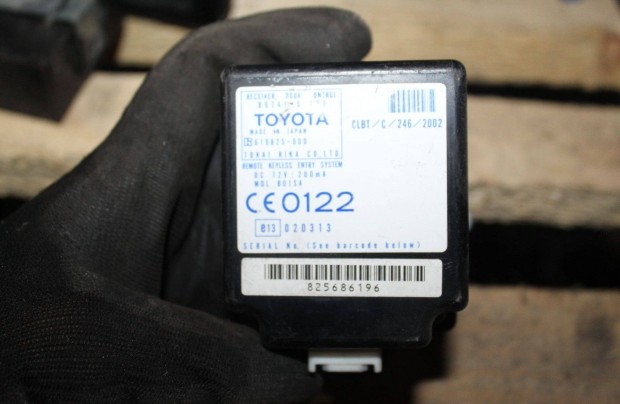 RECEIVER, DOOR CONTROL
TOYOTA
MADE IN JAPAN
CLBT/C/246/2002
TOKAI RIKA CO., LTD.
REMOTE KEYLESS ENTRY SYSTEM
DC 12V : 200mA
MDL.
CE0122
e13 020313
SERIAL No. (See barcode below)
825686196